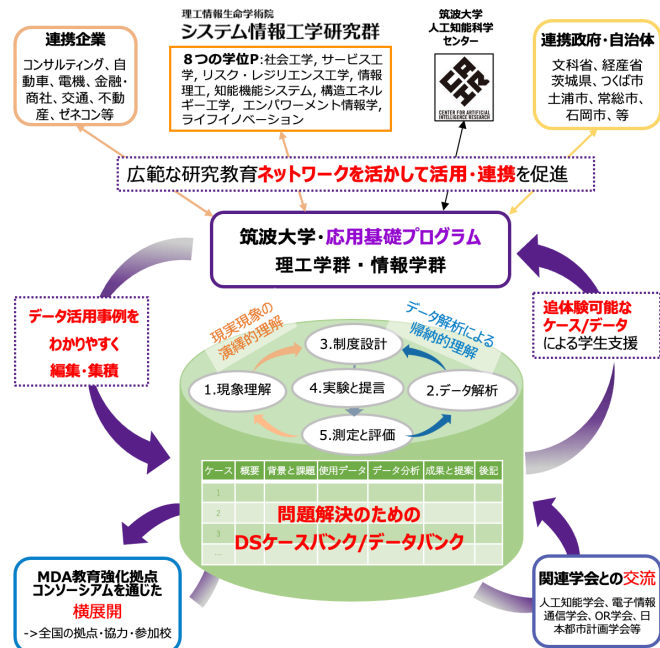 理工情報生命学術院
システム情報工学研究群
筑波大学
人工知能科学
センター
連携企業
コンサルティング、自
動車、電機、金融・
商社、交通、不動
産、ゼネコン等
８つの学位P:社会工学, サービス工
学, リスク・レジリエンス工学, 情報
理工, 知能機能システム, 構造エネル
ギー工学, エンパワーメント情報学,
ライフイノベーション
CAIR
CENTER FOR ARTIFICIAL
INTELLIGENCE RESEARCH
連携政府・自治体
文科省、経産省
茨城県、つくば市
土浦市、常総市、
石岡市、等
広範な研究教育ネットワークを活かして活用・連携を促進
筑波大学・応用基礎プログラム
理工学群・情報学群
データ活用事例を
わかりやすく
編集・集積
追体験可能な
ケース/データ
による学生支援
現実現象の
演繹的理解
データ解析による
帰納的理解
3.制度設計
1.現象理解
4.実験と提言
2.データ解析
5.測定と評価
ケース 概要 背景と課題 使用データ データ分析 成果と提案 後記
1
2
3
…
問題解決のための
DSケースバンク/データバンク
MDA教育強化拠点
コンソーシアムを通じた
横展開
->全国の拠点・協力・参加校
関連学会との交流
人工知能学会、電子情報
通信学会、OR学会、日
本都市計画学会等